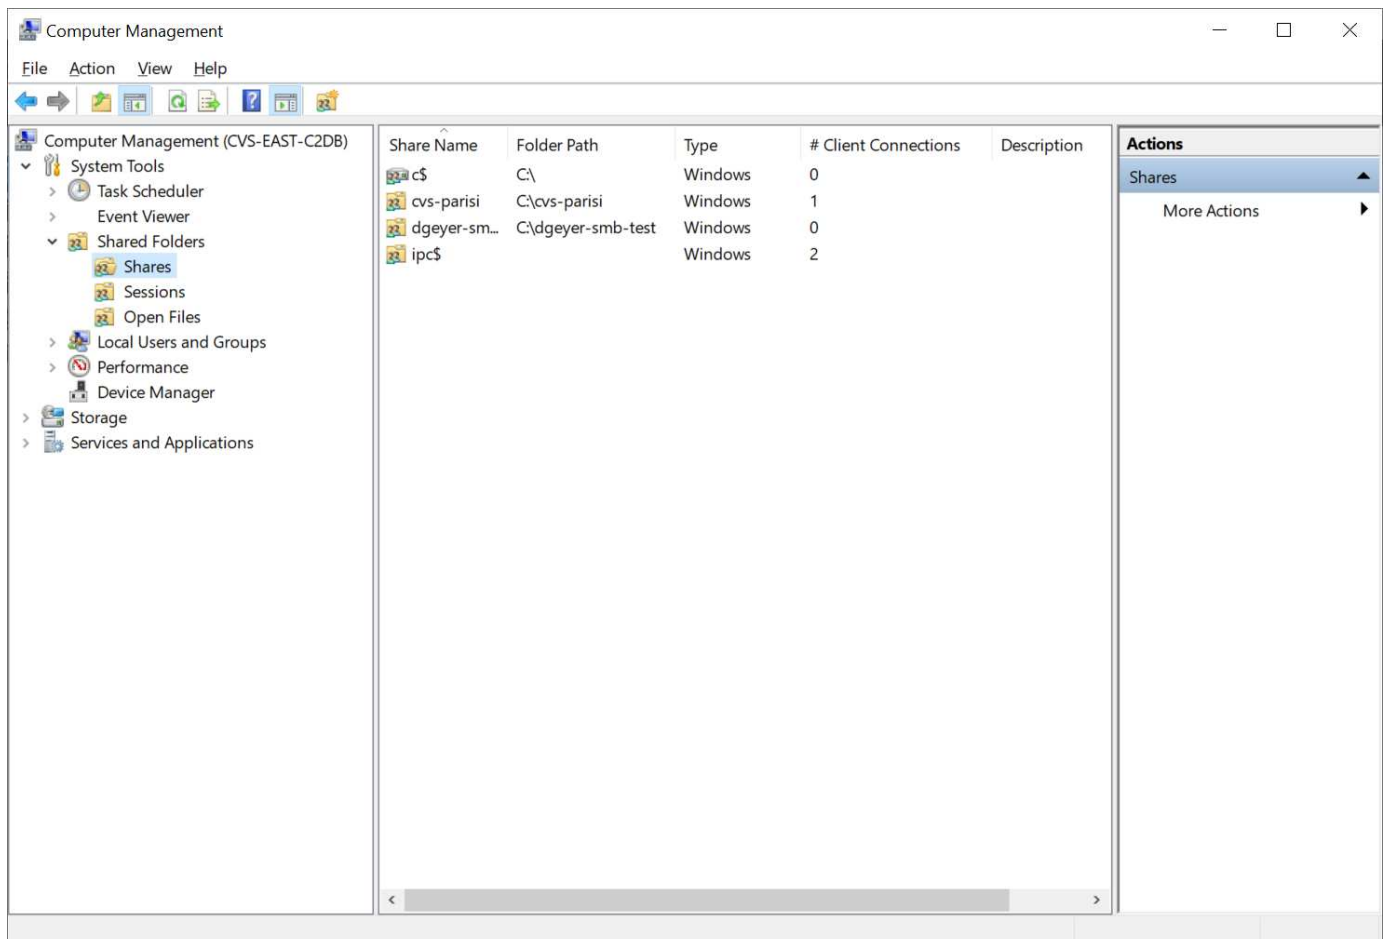 Computer Management
File Action View Help
Computer Management (CVS-EAST-C2DB)
System Tools
Task Scheduler
Event Viewer
Shared Folders
Shares
Sessions
Open Files
Local Users and Groups
Performance
Device Manager
Storage
Services and Applications
Share Name Folder Path Type # Client Connections Description
c$ C:\ Windows 0
cvs-parisi C:\cvs-parisi Windows 1
dgeyer-sm... C:\dgeyer-smb-test Windows 0
ipc$ Windows 2
Actions
Shares
More Actions